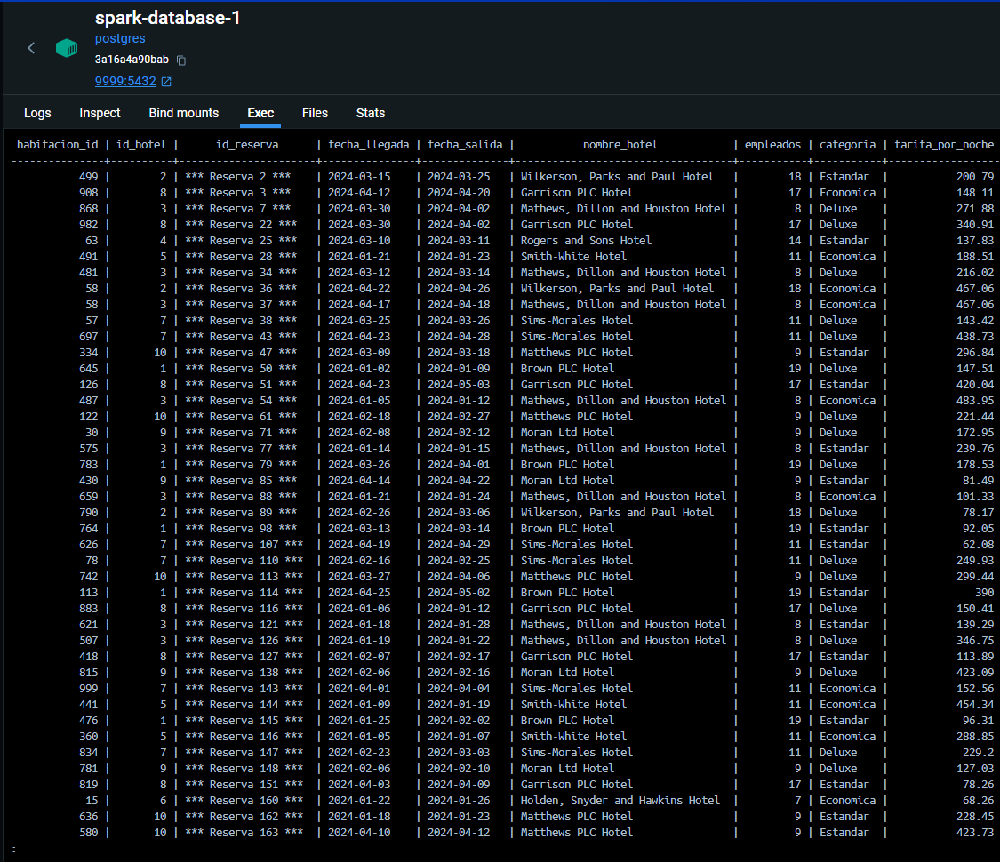 spark-database-1
postgres
3a16a4a90bab
9999:5432
Logs Inspect Bind mounts Exec Files Stats
habitacion_id | id_hotel | id_reserva | fecha_llegada | fecha_salida | nombre_hotel | empleados | categoria | tarifa_por_noche
---------------+----------+--------------------+---------------+--------------+--------------------------------+-----------+-----------+------------------
499 | 2 | *** Reserva 2 *** | 2024-03-15 | 2024-03-25 | Wilkerson, Parks and Paul Hotel | 18 | Estandar | 200.79
908 | 8 | *** Reserva 3 *** | 2024-04-12 | 2024-04-20 | Garrison PLC Hotel | 17 | Economica | 148.11
868 | 3 | *** Reserva 7 *** | 2024-03-30 | 2024-04-02 | Mathews, Dillon and Houston Hotel | 8 | Deluxe | 271.88
982 | 8 | *** Reserva 22 *** | 2024-03-30 | 2024-04-02 | Garrison PLC Hotel | 17 | Deluxe | 340.91
63 | 4 | *** Reserva 25 *** | 2024-03-10 | 2024-03-11 | Rogers and Sons Hotel | 14 | Estandar | 137.83
491 | 5 | *** Reserva 28 *** | 2024-01-21 | 2024-01-23 | Smith-White Hotel | 11 | Economica | 188.51
481 | 3 | *** Reserva 34 *** | 2024-03-12 | 2024-03-14 | Mathews, Dillon and Houston Hotel | 8 | Deluxe | 216.02
58 | 2 | *** Reserva 36 *** | 2024-04-22 | 2024-04-26 | Wilkerson, Parks and Paul Hotel | 18 | Economica | 467.06
58 | 3 | *** Reserva 37 *** | 2024-04-17 | 2024-04-18 | Mathews, Dillon and Houston Hotel | 8 | Economica | 467.06
57 | 7 | *** Reserva 38 *** | 2024-03-25 | 2024-03-26 | Sims-Morales Hotel | 11 | Deluxe | 143.42
697 | 7 | *** Reserva 43 *** | 2024-04-23 | 2024-04-28 | Sims-Morales Hotel | 11 | Deluxe | 438.73
334 | 10 | *** Reserva 47 *** | 2024-03-09 | 2024-03-18 | Matthews PLC Hotel | 9 | Estandar | 296.84
645 | 1 | *** Reserva 50 *** | 2024-01-02 | 2024-01-09 | Brown PLC Hotel | 19 | Deluxe | 147.51
126 | 8 | *** Reserva 51 *** | 2024-04-23 | 2024-05-03 | Garrison PLC Hotel | 17 | Estandar | 420.04
487 | 3 | *** Reserva 54 *** | 2024-01-05 | 2024-01-12 | Mathews, Dillon and Houston Hotel | 8 | Economica | 483.95
122 | 10 | *** Reserva 61 *** | 2024-02-18 | 2024-02-27 | Matthews PLC Hotel | 9 | Deluxe | 221.44
30 | 9 | *** Reserva 71 *** | 2024-02-08 | 2024-02-12 | Moran Ltd Hotel | 9 | Deluxe | 172.95
575 | 3 | *** Reserva 77 *** | 2024-01-14 | 2024-01-15 | Mathews, Dillon and Houston Hotel | 8 | Estandar | 239.76
783 | 1 | *** Reserva 79 *** | 2024-03-26 | 2024-04-01 | Brown PLC Hotel | 19 | Deluxe | 178.53
430 | 9 | *** Reserva 85 *** | 2024-04-14 | 2024-04-22 | Moran Ltd Hotel | 9 | Estandar | 81.49
659 | 3 | *** Reserva 88 *** | 2024-01-21 | 2024-01-24 | Mathews, Dillon and Houston Hotel | 8 | Economica | 101.33
790 | 2 | *** Reserva 89 *** | 2024-02-26 | 2024-03-06 | Wilkerson, Parks and Paul Hotel | 18 | Deluxe | 78.17
764 | 1 | *** Reserva 98 *** | 2024-03-13 | 2024-03-14 | Brown PLC Hotel | 19 | Estandar | 92.05
626 | 7 | *** Reserva 107 *** | 2024-04-19 | 2024-04-29 | Sims-Morales Hotel | 11 | Estandar | 62.08
78 | 7 | *** Reserva 110 *** | 2024-02-16 | 2024-02-25 | Sims-Morales Hotel | 11 | Deluxe | 249.93
742 | 10 | *** Reserva 113 *** | 2024-03-27 | 2024-04-06 | Matthews PLC Hotel | 9 | Deluxe | 299.44
113 | 1 | *** Reserva 114 *** | 2024-04-25 | 2024-05-02 | Brown PLC Hotel | 19 | Estandar | 390
883 | 8 | *** Reserva 116 *** | 2024-01-06 | 2024-01-12 | Garrison PLC Hotel | 17 | Deluxe | 150.41
621 | 3 | *** Reserva 121 *** | 2024-01-18 | 2024-01-28 | Mathews, Dillon and Houston Hotel | 8 | Estandar | 139.29
507 | 3 | *** Reserva 126 *** | 2024-01-19 | 2024-01-22 | Mathews, Dillon and Houston Hotel | 8 | Deluxe | 346.75
418 | 8 | *** Reserva 127 *** | 2024-02-07 | 2024-02-17 | Garrison PLC Hotel | 17 | Estandar | 113.89
815 | 9 | *** Reserva 138 *** | 2024-02-06 | 2024-02-16 | Moran Ltd Hotel | 9 | Deluxe | 423.09
999 | 7 | *** Reserva 143 *** | 2024-04-01 | 2024-04-04 | Sims-Morales Hotel | 11 | Economica | 152.56
441 | 5 | *** Reserva 144 *** | 2024-01-09 | 2024-01-19 | Smith-White Hotel | 11 | Economica | 454.34
476 | 1 | *** Reserva 145 *** | 2024-01-25 | 2024-02-02 | Brown PLC Hotel | 19 | Estandar | 96.31
360 | 5 | *** Reserva 146 *** | 2024-01-05 | 2024-01-07 | Smith-White Hotel | 11 | Economica | 288.85
834 | 7 | *** Reserva 147 *** | 2024-02-23 | 2024-03-03 | Sims-Morales Hotel | 11 | Deluxe | 229.2
781 | 9 | *** Reserva 148 *** | 2024-02-06 | 2024-02-10 | Moran Ltd Hotel | 9 | Deluxe | 127.03
819 | 8 | *** Reserva 151 *** | 2024-04-03 | 2024-04-09 | Garrison PLC Hotel | 17 | Estandar | 78.26
15 | 6 | *** Reserva 160 *** | 2024-01-22 | 2024-01-26 | Holden, Snyder and Hawkins Hotel | 7 | Economica | 68.26
636 | 10 | *** Reserva 162 *** | 2024-01-18 | 2024-01-23 | Matthews PLC Hotel | 9 | Estandar | 228.45
580 | 10 | *** Reserva 163 *** | 2024-04-10 | 2024-04-12 | Matthews PLC Hotel | 9 | Estandar | 423.73
: